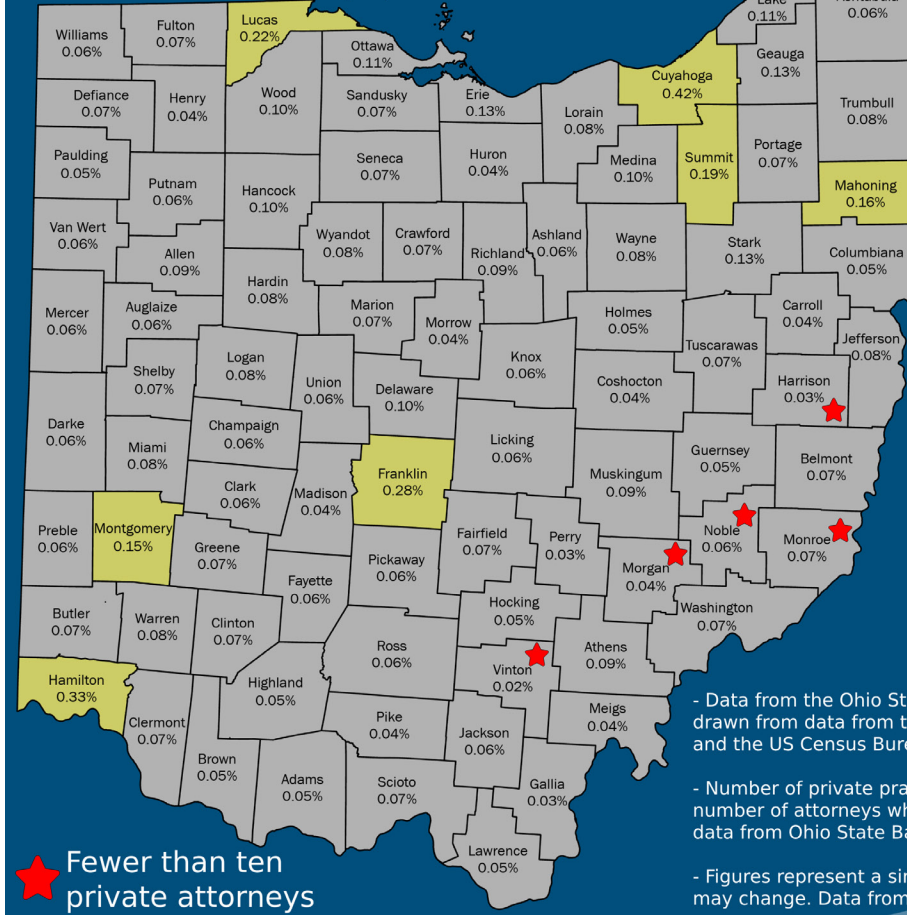 Lake
0.11%
0.06%
Williams
0.06%
Fulton
0.07%
Lucas
0.22%
Ottawa
0.11%
Cuyahoga
0.42%
Geauga
0.13%
Defiance
0.07%
Henry
0.04%
Wood
0.10%
Sandusky
0.07%
Erie
0.13%
Lorain
0.08%
Trumbull
0.08%
Paulding
0.05%
Putnam
0.06%
Hancock
0.10%
Seneca
0.07%
Huron
0.04%
Medina
0.10%
Summit
0.19%
Portage
0.07%
Mahoning
0.16%
Van Wert
0.06%
Allen
0.09%
Wyandot
0.08%
Crawford
0.07%
Richland
0.09%
Ashland
0.06%
Wayne
0.08%
Stark
0.13%
Columbiana
0.05%
Mercer
0.06%
Auglaize
0.06%
Hardin
0.08%
Marion
0.07%
Morrow
0.04%
Holmes
0.05%
Tuscarawas
0.07%
Carroll
0.04%
Jefferson
0.08%
Shelby
0.07%
Logan
0.08%
Union
0.06%
Delaware
0.10%
Knox
0.06%
Coshocton
0.04%
Harrison
0.03%
Darke
0.06%
Miami
0.08%
Champaign
0.06%
Licking
0.06%
Muskingum
0.09%
Guernsey
0.05%
Belmont
0.07%
Clark
0.06%
Madison
0.04%
Franklin
0.28%
Preble
0.06%
Montgomery
0.15%
Greene
0.07%
Fairfield
0.07%
Perry
0.03%
Noble
0.06%
Monroe
0.07%
Pickaway
0.06%
Fayette
0.06%
Morgan
0.04%
Butler
0.07%
Warren
0.08%
Clinton
0.07%
Hocking
0.05%
Washington
0.07%
Ross
0.06%
Athens
0.09%
Vinton
0.02%
Hamilton
0.33%
Highland
0.05%
Clermont
0.07%
Pike
0.04%
Jackson
0.06%
Meigs
0.04%
Brown
0.05%
Adams
0.05%
Scioto
0.07%
Gallia
0.03%
Lawrence
0.05%
- Data from the Ohio St
drawn from data from t
and the US Census Bure
- Number of private pra
number of attorneys wh
data from Ohio State Ba
- Figures represent a si
may change. Data from
Fewer than ten
private attorneys